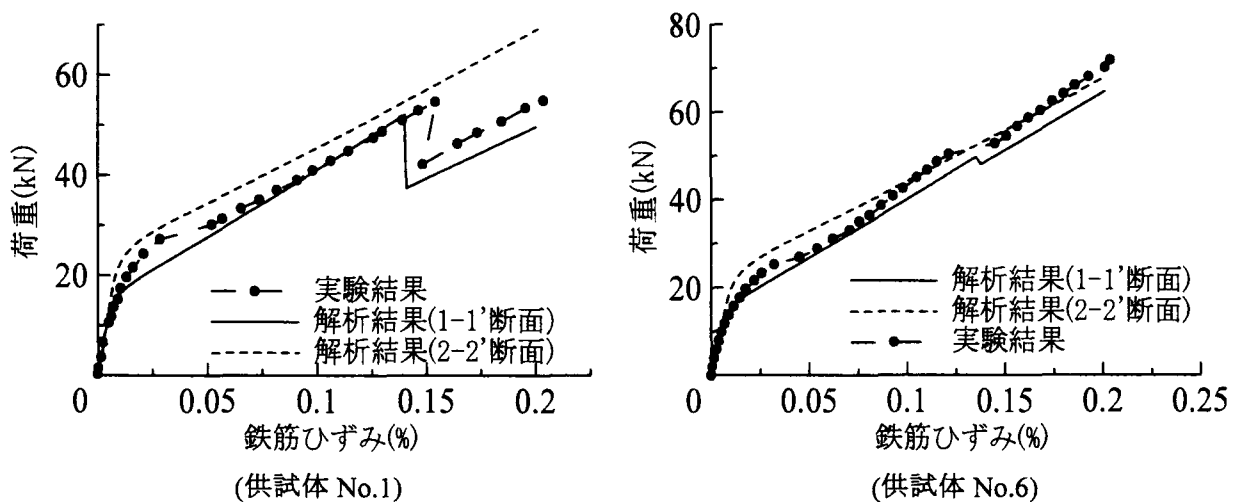 荷重(kN)
60
40
20
0
0.05
0.1
0.15
0.2
実験結果
解析結果(1-1'断面)
解析結果(2-2'断面)
鉄筋ひずみ(%)
(供試体 No.1)
荷重(kN)
80
60
40
20
0
0
0.05
0.1
0.15
0.2
0.25
解析結果(1-1'断面)
解析結果(2-2'断面)
実験結果
鉄筋ひずみ(%)
(供試体 No.6)